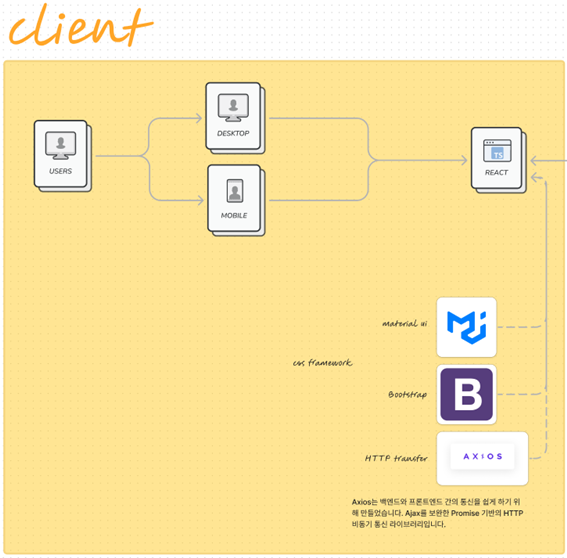 client
DESKTOP
USERS
TS
REACT
MOBILE
material ui
css framework
Bootstrap
B
HTTP transfer
AXIOS
Axios는 백엔드와 프론트엔드 간의 통신을 쉽게 하기 위
해 만들었습니다. Ajax를 보완한 Promise 기반의 HTTP
비동기 통신 라이브러리입니다.